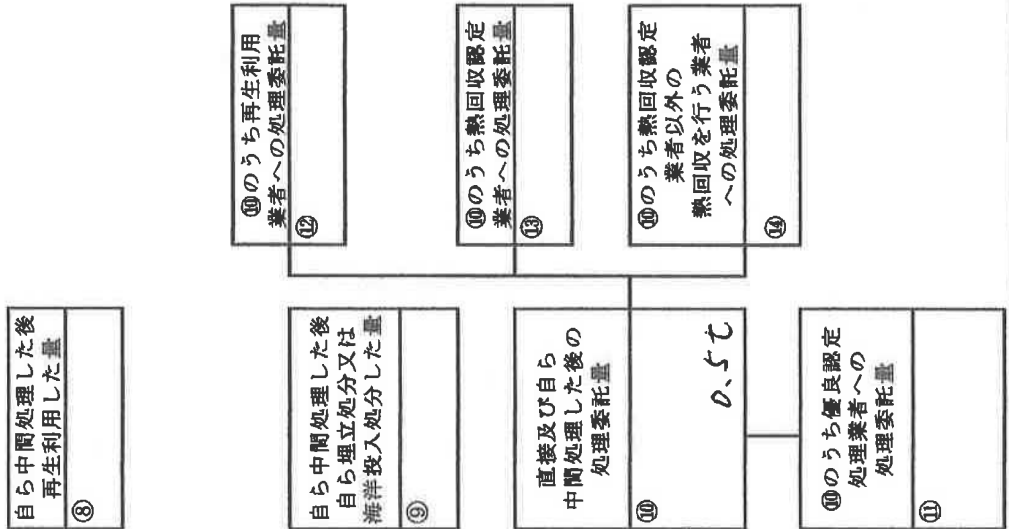 自ら中間処理した後
再生利用した量
⑧
自ら中間処理した後
自ら埋立処分又は
海洋投入処分した量
⑨
直接及び自ら
中間処理した後の
処理委託量
⑩
0.5t
⑩のうち優良認定
処理業者への
処理委託量
⑪
⑩のうち再生利用
業者への処理委託量
⑫
⑩のうち熱回収認定
業者への処理委託量
⑬
⑩のうち熱回収認定
業者以外の
熱回収を行う業者
への処理委託量
⑭